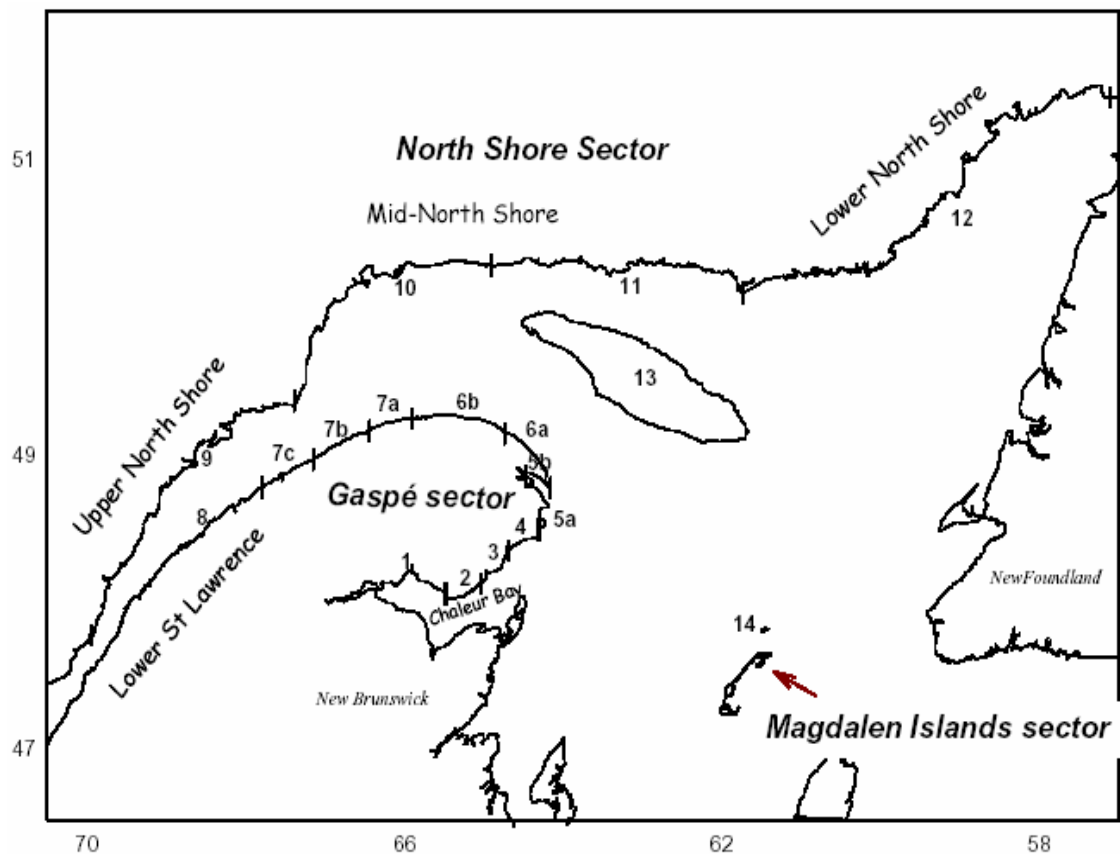 51
North Shore Sector
Lower North Shore
Mid-North Shore
12
10
11
13
Upper North Shore
7a
6b
7b
6a
49
9
7c
5b
Gaspé sector
8
4
5a
3
1
2
NewFoundland
Chaleur Bay
Lower St Lawrence
14
New Brunswick
Magdalen Islands sector
47
70
66
62
58